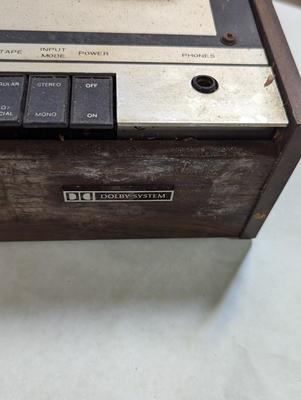 TAPE INPUT MODE POWER PHONES
STEREO OFF
MONO ON
DOLBY SYSTEM